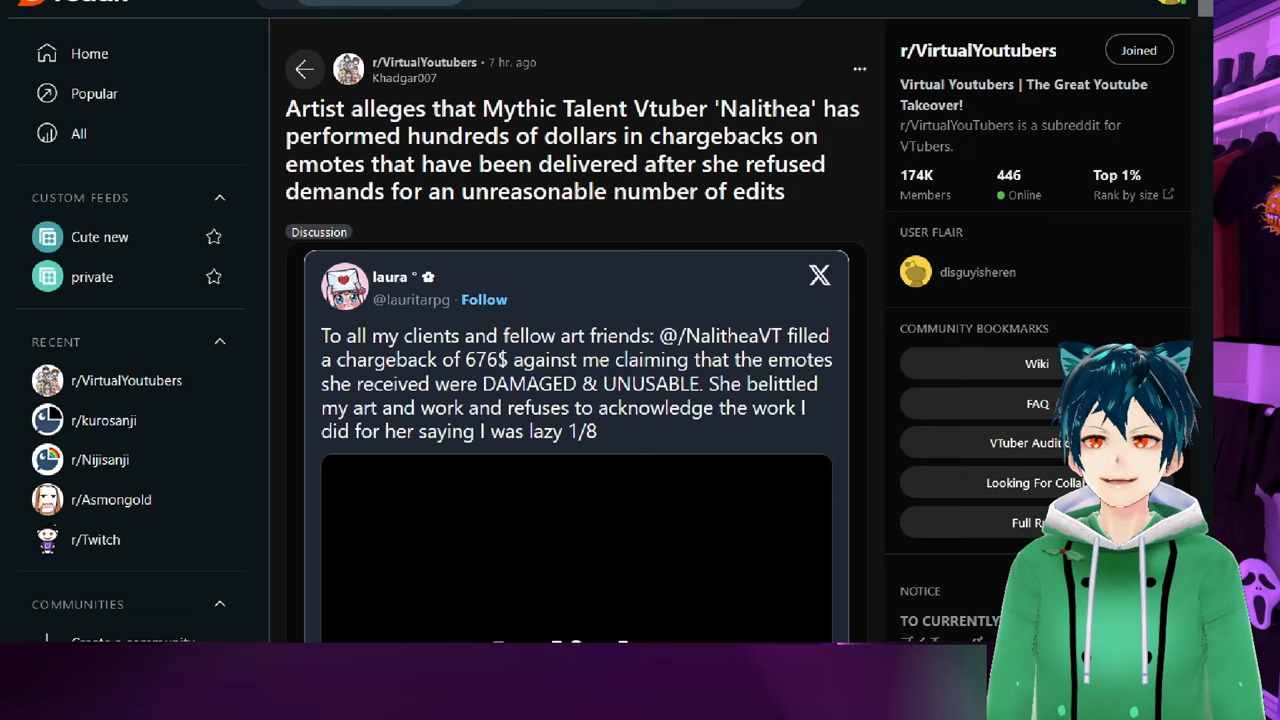 Home
Popular
All
CUSTOM FEEDS
Cute new
private
RECENT
r/VirtualYoutubers
r/kurosanji
r/Nijisanji
r/Asmongold
r/Twitch
COMMUNITIES
r/VirtualYoutubers • 7 hr. ago
Khadgar007
Artist alleges that Mythic Talent Vtuber 'Nalithea' has
performed hundreds of dollars in chargebacks on
emotes that have been delivered after she refused
demands for an unreasonable number of edits
Discussion
laura ° ✿
@lauritarpg · Follow
To all my clients and fellow art friends: @/NalitheaVT filled
a chargeback of 676$ against me claiming that the emotes
she received were DAMAGED & UNUSABLE. She belittled
my art and work and refuses to acknowledge the work I
did for her saying I was lazy 1/8
r/VirtualYoutubers
Joined
Virtual Youtubers | The Great Youtube
Takeover!
r/VirtualYouTubers is a subreddit for
VTubers.
174K 446 Top 1%
Members Online Rank by size
USER FLAIR
disguyisheren
COMMUNITY BOOKMARKS
Wiki
FAQ
VTuber
Looking For
Full
NOTICE
TO CURRENTLY